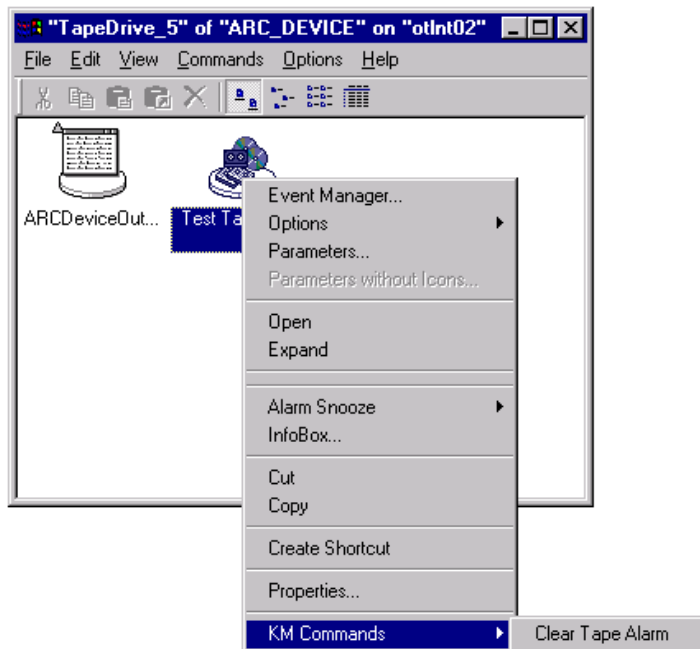 "TapeDrive_5" of "ARC_DEVICE" on "otInt02"
File Edit View Commands Options Help
ARCDeviceOut...
Test Ta
Event Manager...
Options
Parameters...
Parameters without Icons...
Open
Expand
Alarm Snooze
InfoBox...
Cut
Copy
Create Shortcut
Properties...
KM Commands
Clear Tape Alarm